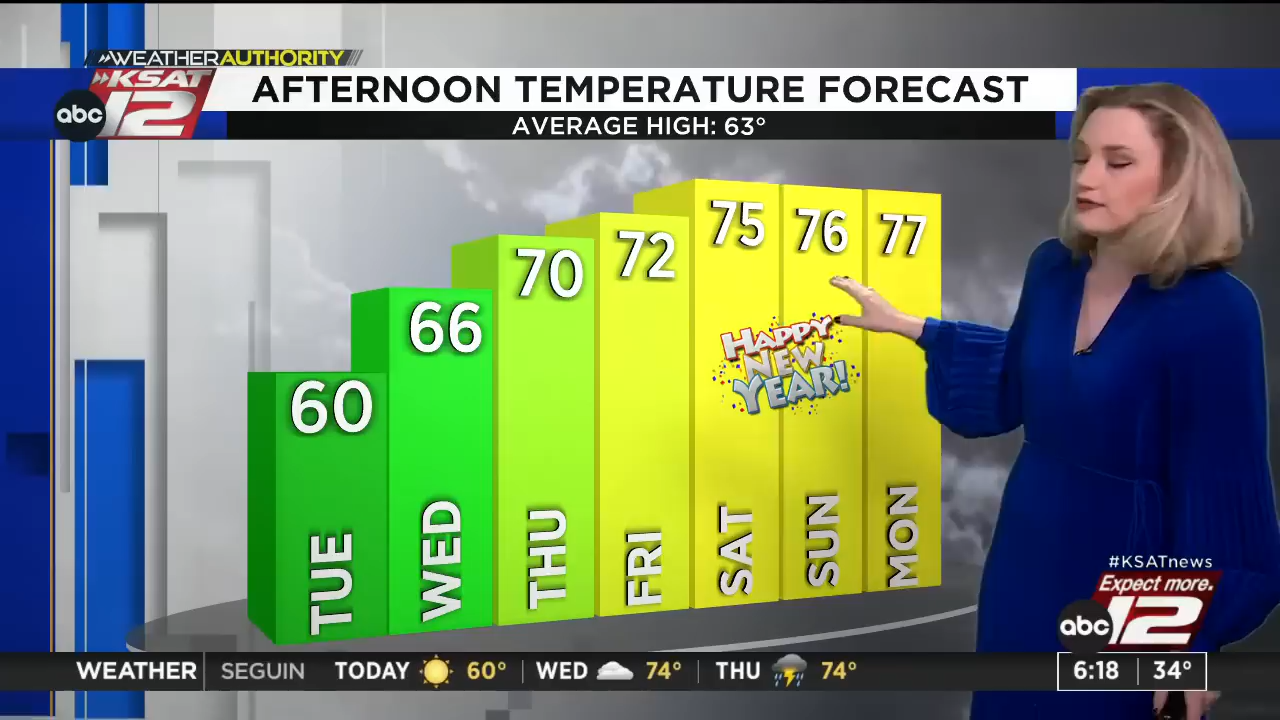 WEATHERAUTHORITY
KSAT
abc 12
AFTERNOON TEMPERATURE FORECAST
AVERAGE HIGH: 63°
60
66
70
72
75
76
77
HAPPY
NEW
YEAR!
TUE
WED
THU
FRI
SAT
SUN
MON
#KSATnews
Expect more.
abc 12
WEATHER SEGUIN TODAY 60° WED 74° THU 74° 6:18 34°